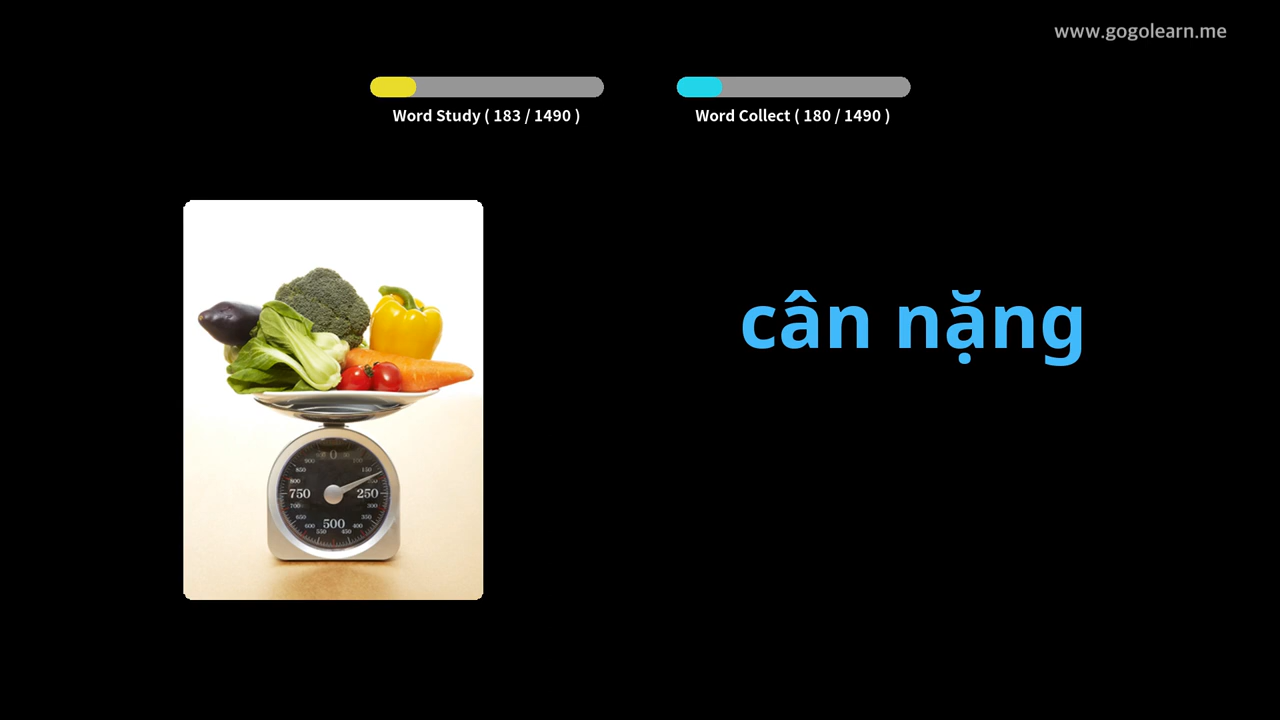 www.gogolearn.me
Word Study ( 183 / 1490 )
Word Collect ( 180 / 1490 )
cân nặng
0
750
250
500